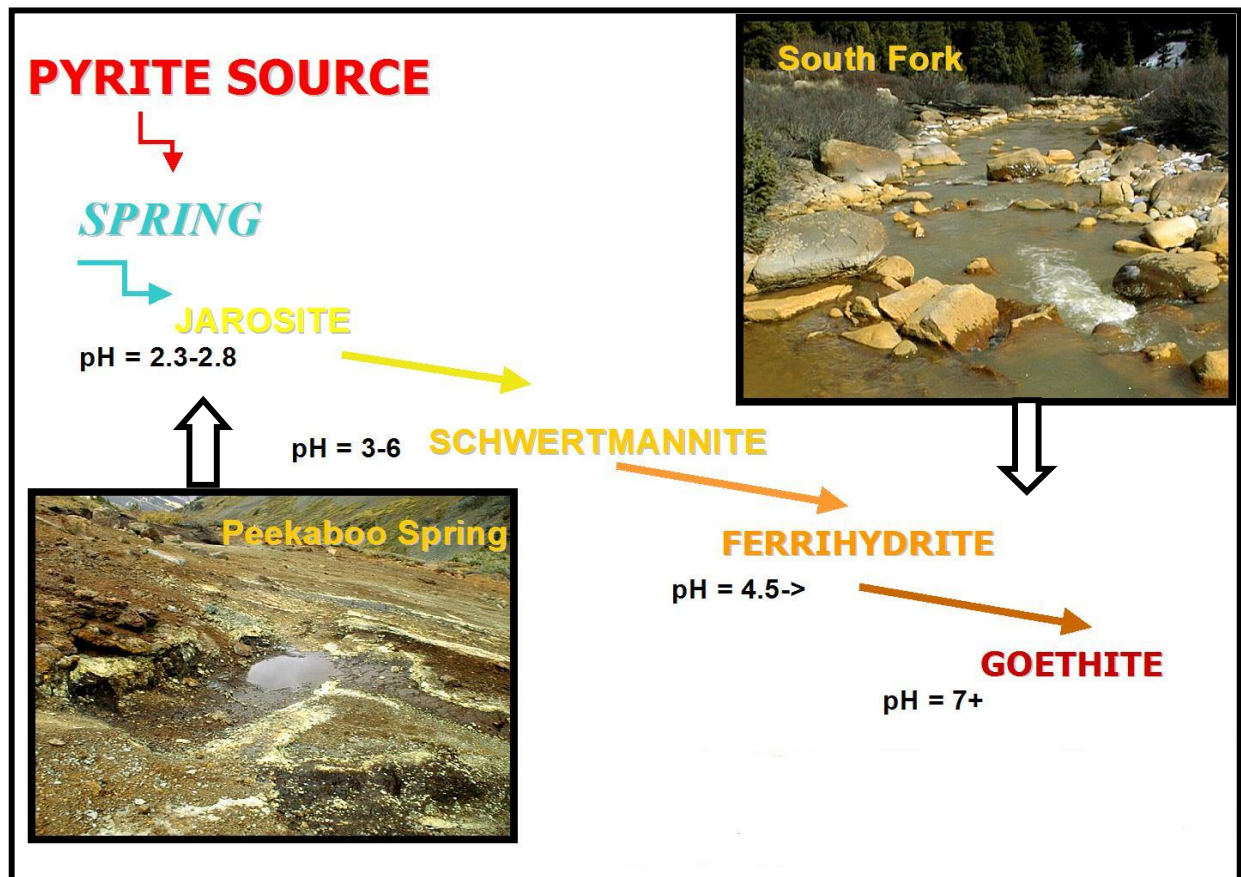 PYRITE SOURCE
South Fork
SPRING
JAROSITE
pH = 2.3-2.8
pH = 3-6
SCHWERTMANNITE
Peekaboo Spring
FERRIHYDRITE
pH = 4.5->
GOETHITE
pH = 7+